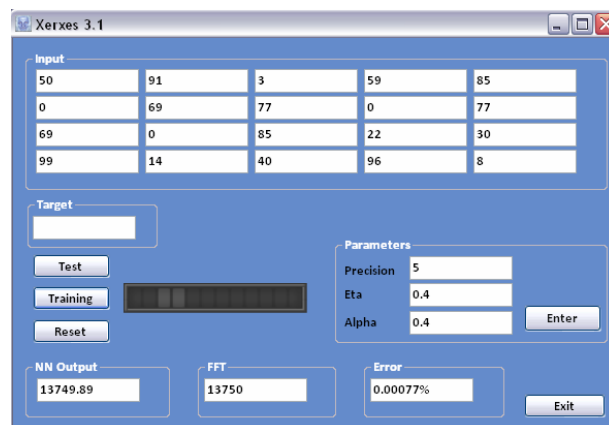 Xerxes 3.1
Input
50 91 3 59 85
0 69 77 0 77
69 0 85 22 30
99 14 40 96 8
Target
Test
Training
Reset
Parameters
Precision 5
Eta 0.4
Alpha 0.4
Enter
NN Output
13749.89
FFT
13750
Error
0.00077%
Exit